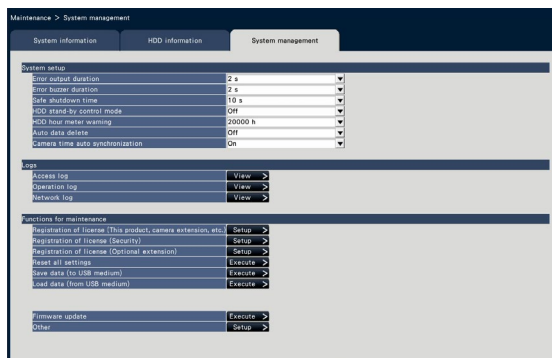 Maintenance > System management
System information HDD information System management
System setup
Error output duration 2 s
Error buzzer duration 2 s
Safe shutdown time 10 s
HDD stand-by control mode Off
HDD hour meter warning 20000 h
Auto data delete Off
Camera time auto synchronization On
Logs
Access log View >
Operation log View >
Network log View >
Functions for maintenance
Registration of license (This product, camera extension, etc.) Setup >
Registration of license (Security) Setup >
Registration of license (Optional extension) Setup >
Reset all settings Execute >
Save data (to USB medium) Execute >
Load data (from USB medium) Execute >
Firmware update Execute >
Other Setup >